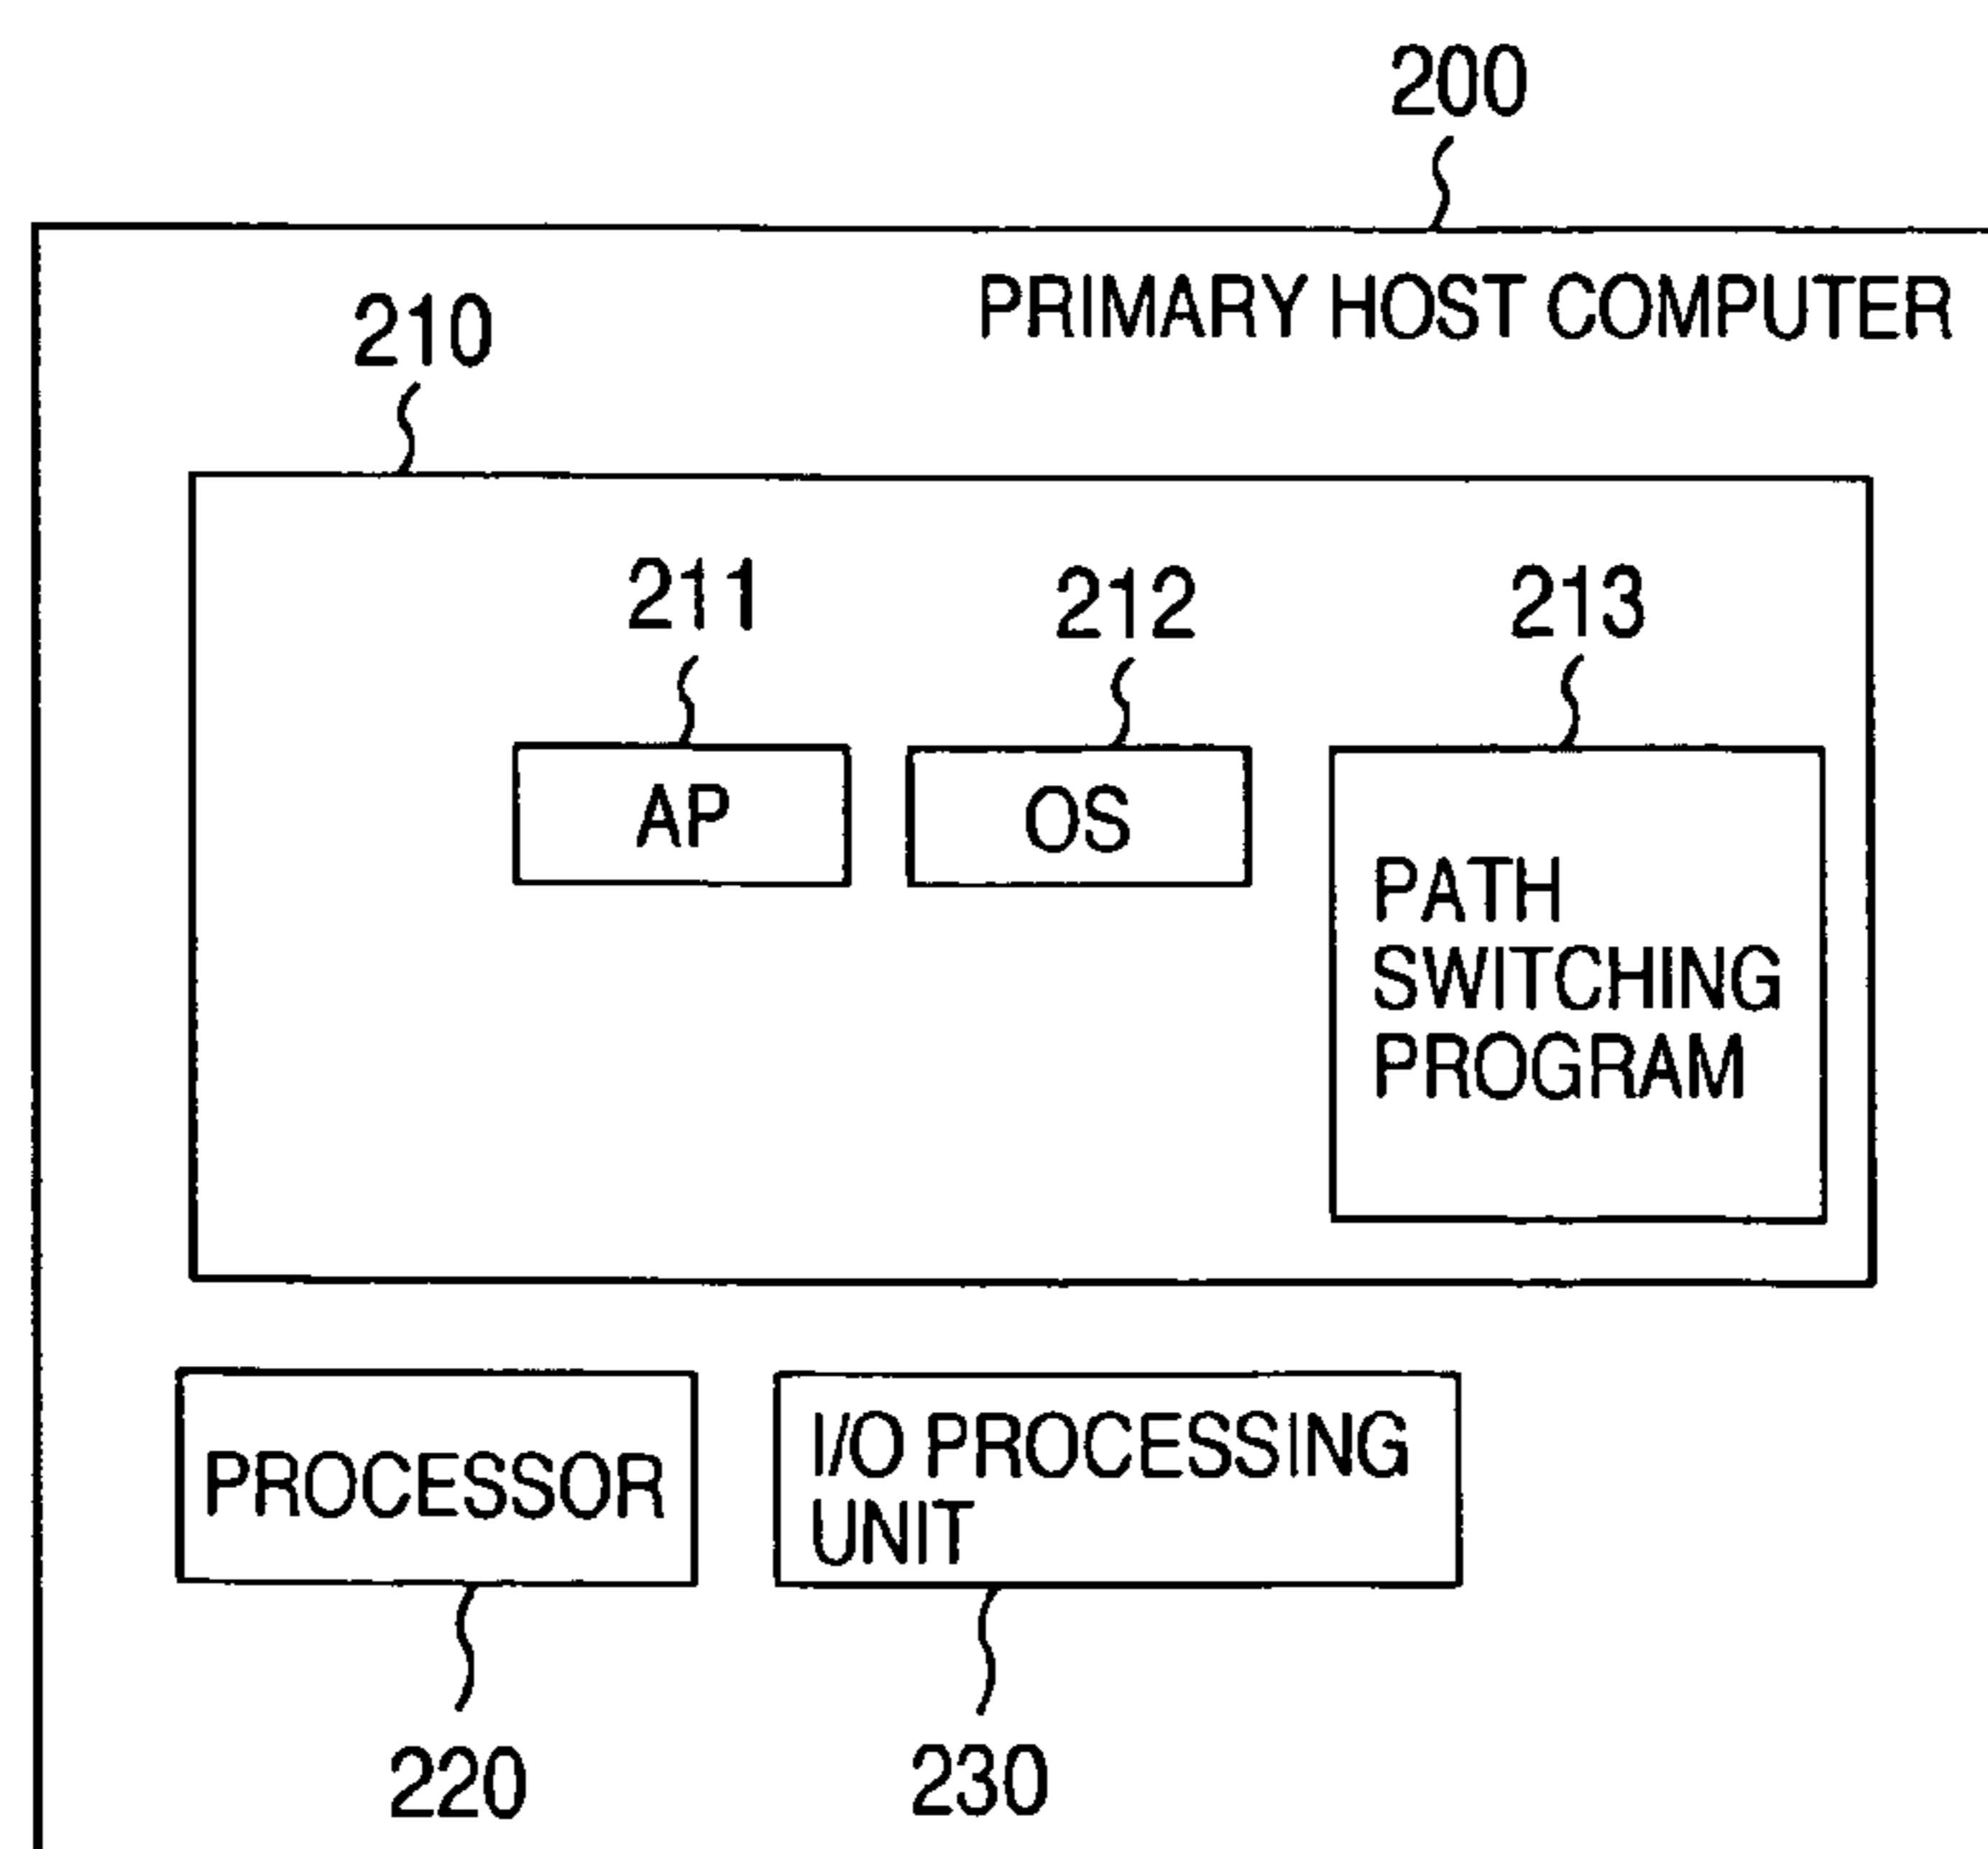 200
PRIMARY HOST COMPUTER
210
211
212
213
AP
OS
PATH
SWITCHING
PROGRAM
PROCESSOR
I/O PROCESSING
UNIT
220
230